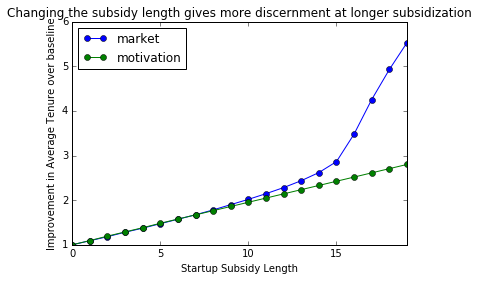 Changing the subsidy length gives more discernment at longer subsidization
Improvement in Average Tenure over baseline
6
5
4
3
2
1
market
motivation
0
5
10
15
Startup Subsidy Length